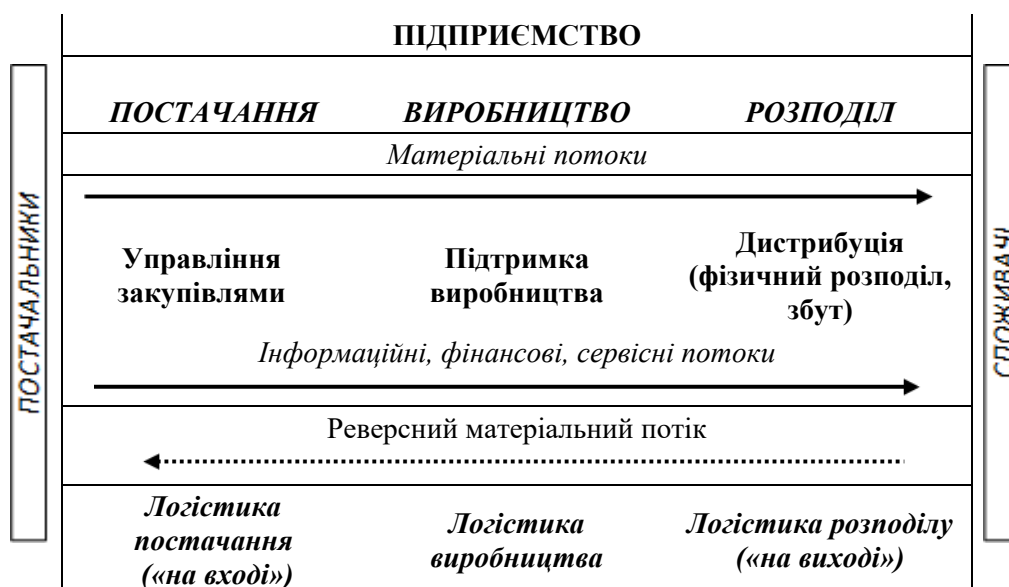 ПІДПРИЄМСТВО
ПОСТАЧАЛЬНИКИ
ПОСТАЧАННЯ ВИРОБНИЦТВО РОЗПОДІЛ
Матеріальні потоки
Управління закупівлями
Підтримка виробництва
Дистрибуція
(фізичний розподіл,
збут)
Інформаційні, фінансові, сервісні потоки
Реверсний матеріальний потік
Логістика
постачання
(«на вході»)
Логістика
виробництва
Логістика розподілу
(«на виході»)
СПОЖИВАЧІ